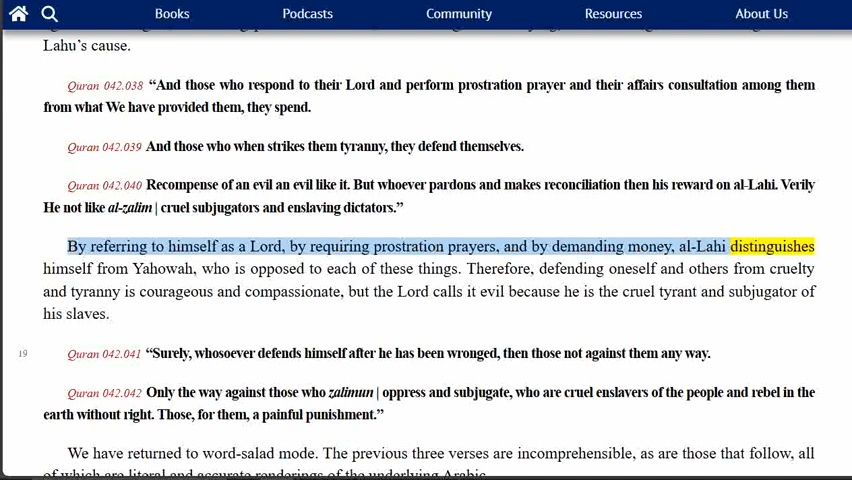 Books Podcasts Community Resources About Us
Lahu's cause.
Quran 042.038 “And those who respond to their Lord and perform prostration prayer and their affairs consultation among them
from what We have provided them, they spend.
Quran 042.039 And those who when strikes them tyranny, they defend themselves.
Quran 042.040 Recompense of an evil an evil like it. But whoever pardons and makes reconciliation then his reward on al-Lahi. Verily
He not like al-zalim | cruel subjugators and enslaving dictators.”
By referring to himself as a Lord, by requiring prostration prayers, and by demanding money, al-Lahi distinguishes
himself from Yahowah, who is opposed to each of these things. Therefore, defending oneself and others from cruelty
and tyranny is courageous and compassionate, but the Lord calls it evil because he is the cruel tyrant and subjugator of
his slaves.
19 Quran 042.041 “Surely, whosoever defends himself after he has been wronged, then those not against them any way.
Quran 042.042 Only the way against those who zalimun | oppress and subjugate, who are cruel enslavers of the people and rebel in the
earth without right. Those, for them, a painful punishment.”
We have returned to word-salad mode. The previous three verses are incomprehensible, as are those that follow, all
of which are literal and accurate renderings of the underlying Arabic.